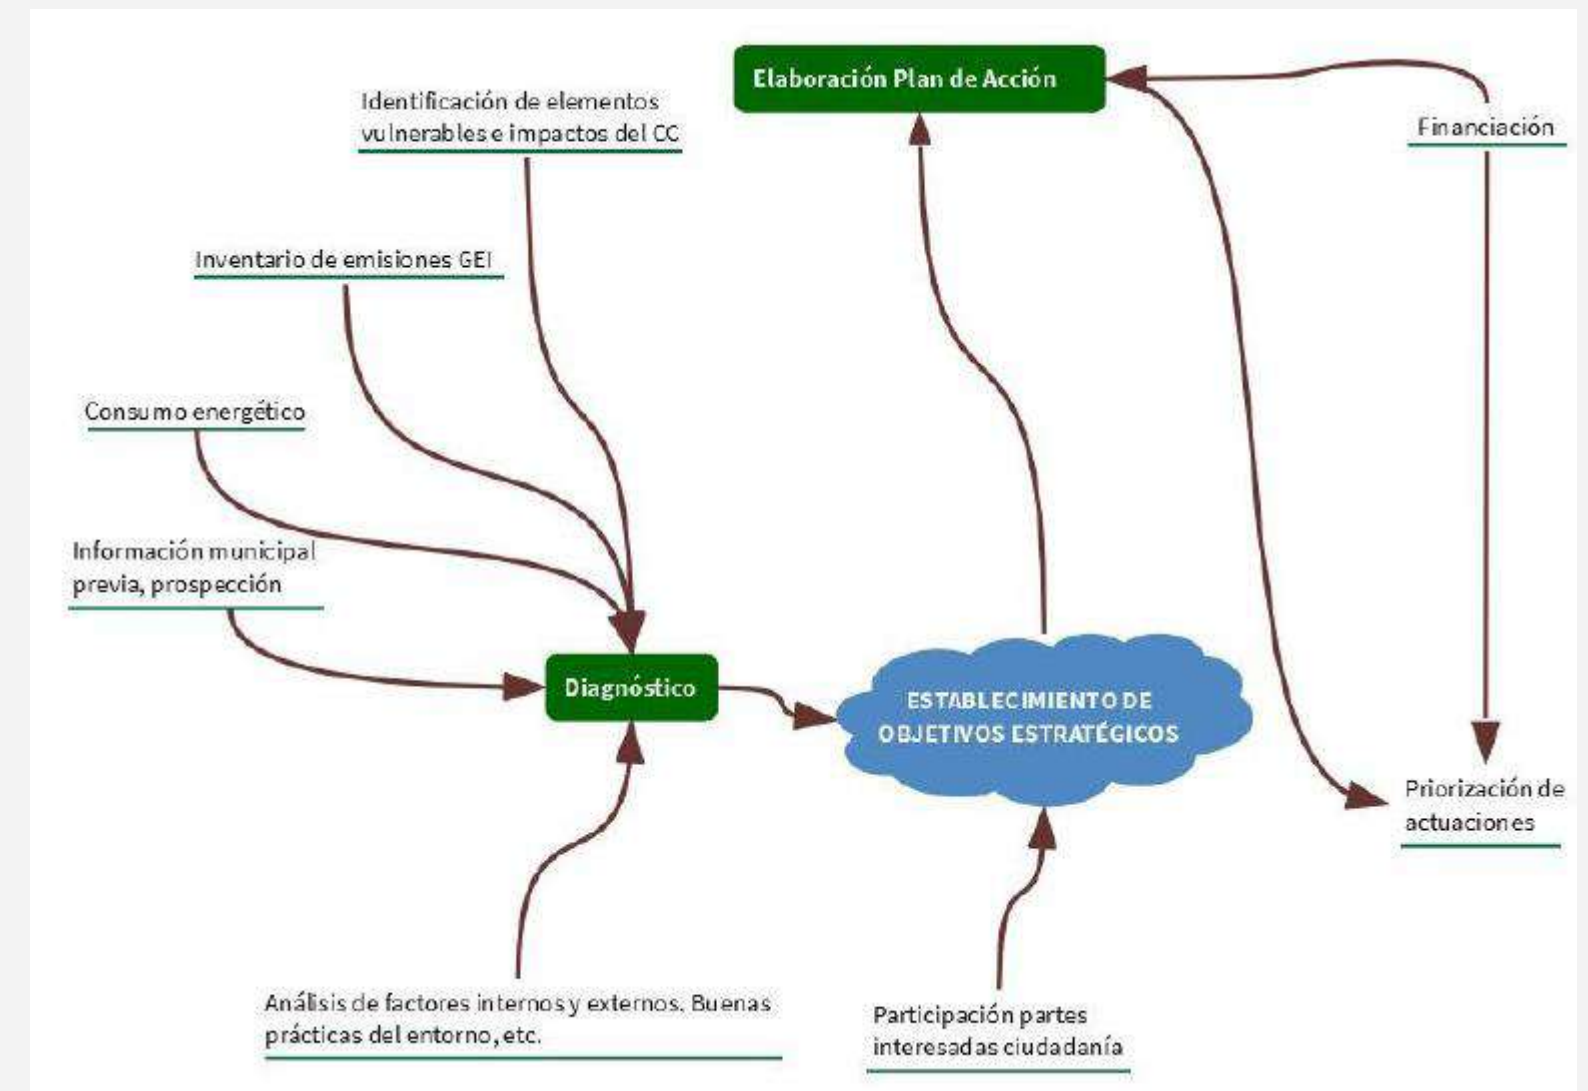 Elaboración Plan de Acción
Identificación de elementos
vulnerables e impactos del CC
Financiación
Inventario de emisiones GEI
Consumo energético
Información municipal
previa, prospección
Diagnóstico
ESTABLECIMIENTO DE
OBJETIVOS ESTRATÉGICOS
Priorización de
actuaciones
Análisis de factores internos y externos. Buenas
prácticas del entorno, etc.
Participación partes
interesadas ciudadanía